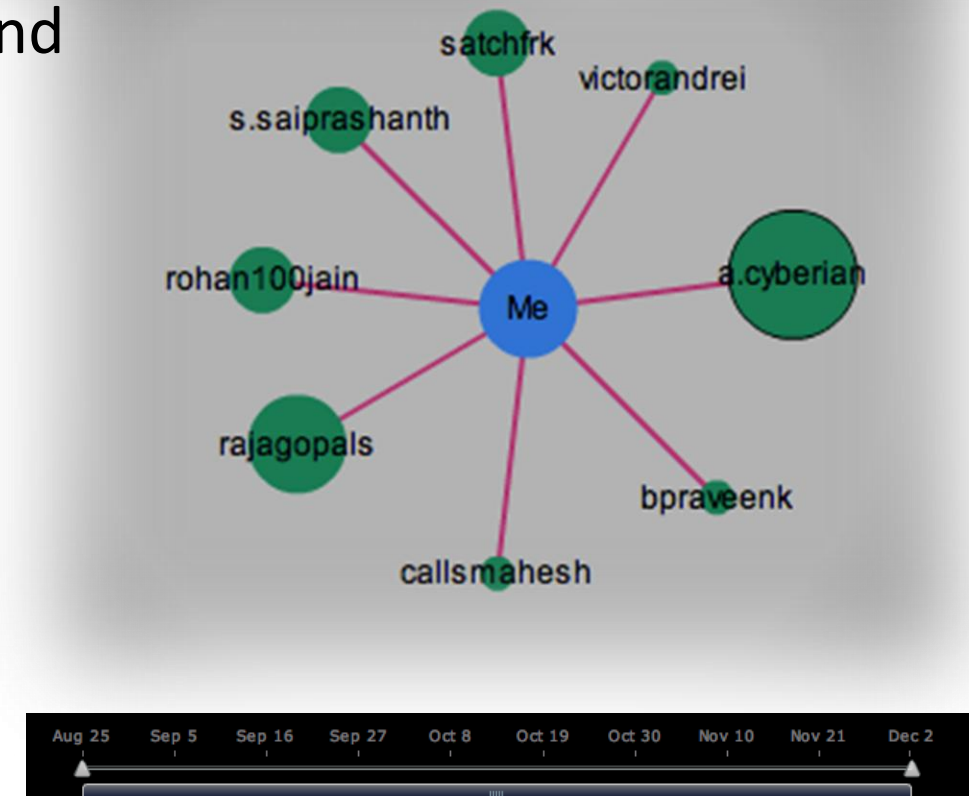 nd
satchfrk
victorandrei
s.saiprashanth
a.cyberian
rohan100jain
Me
rajagopals
bpraveenk
callsmahesh
Aug 25 Sep 5 Sep 16 Sep 27 Oct 8 Oct 19 Oct 30 Nov 10 Nov 21 Dec 2